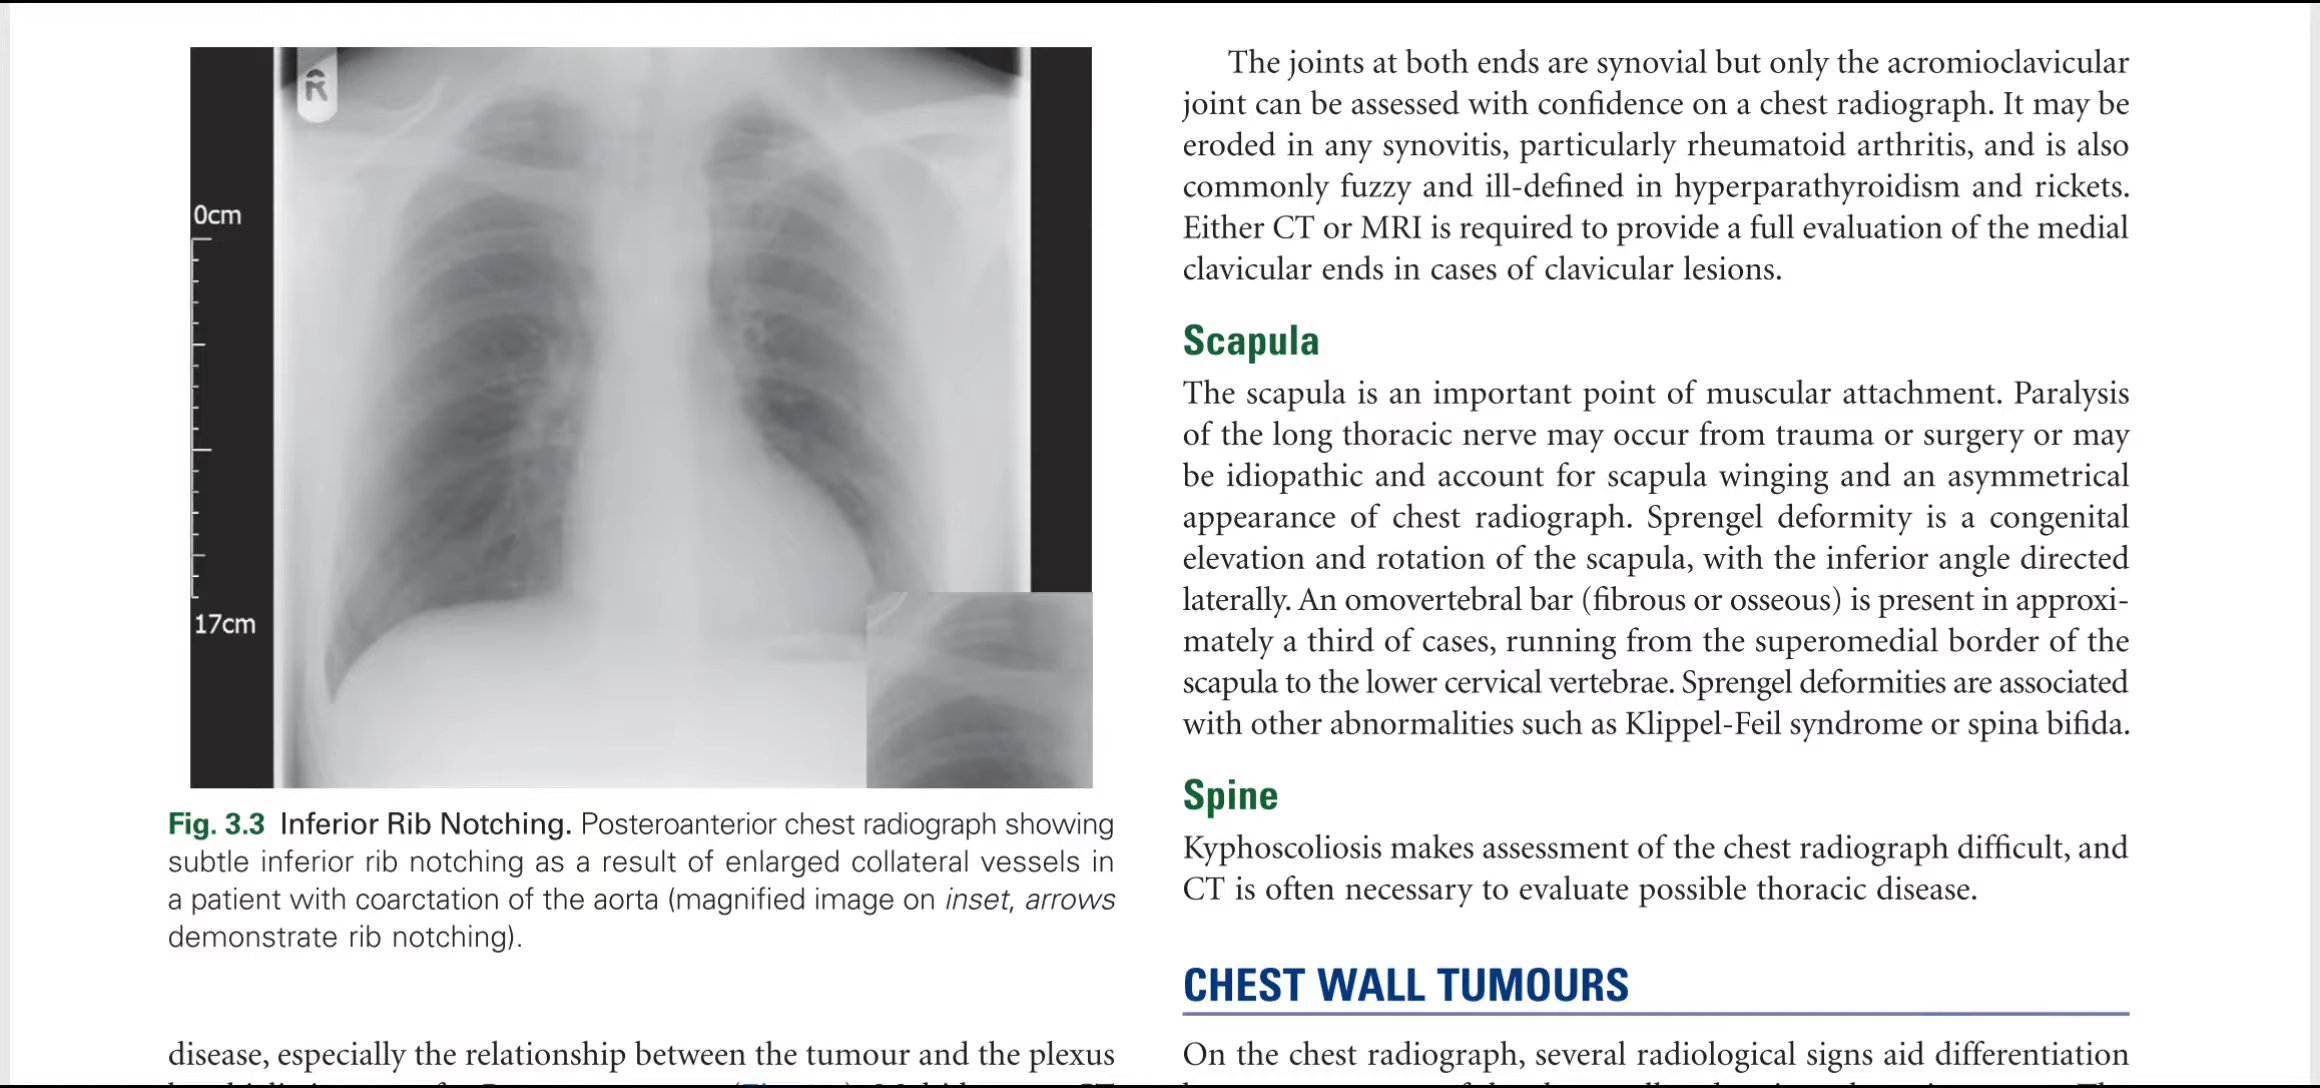 R
0cm
17cm
Fig. 3.3 Inferior Rib Notching. Posteroanterior chest radiograph showing
subtle inferior rib notching as a result of enlarged collateral vessels in
a patient with coarctation of the aorta (magnified image on inset, arrows
demonstrate rib notching).
disease, especially the relationship between the tumour and the plexus
The joints at both ends are synovial but only the acromioclavicular
joint can be assessed with confidence on a chest radiograph. It may be
eroded in any synovitis, particularly rheumatoid arthritis, and is also
commonly fuzzy and ill-defined in hyperparathyroidism and rickets.
Either CT or MRI is required to provide a full evaluation of the medial
clavicular ends in cases of clavicular lesions.
Scapula
The scapula is an important point of muscular attachment. Paralysis
of the long thoracic nerve may occur from trauma or surgery or may
be idiopathic and account for scapula winging and an asymmetrical
appearance of chest radiograph. Sprengel deformity is a congenital
elevation and rotation of the scapula, with the inferior angle directed
laterally. An omovertebral bar (fibrous or osseous) is present in approxi-
mately a third of cases, running from the superomedial border of the
scapula to the lower cervical vertebrae. Sprengel deformities are associated
with other abnormalities such as Klippel-Feil syndrome or spina bifida.
Spine
Kyphoscoliosis makes assessment of the chest radiograph difficult, and
CT is often necessary to evaluate possible thoracic disease.
CHEST WALL TUMOURS
On the chest radiograph, several radiological signs aid differentiation